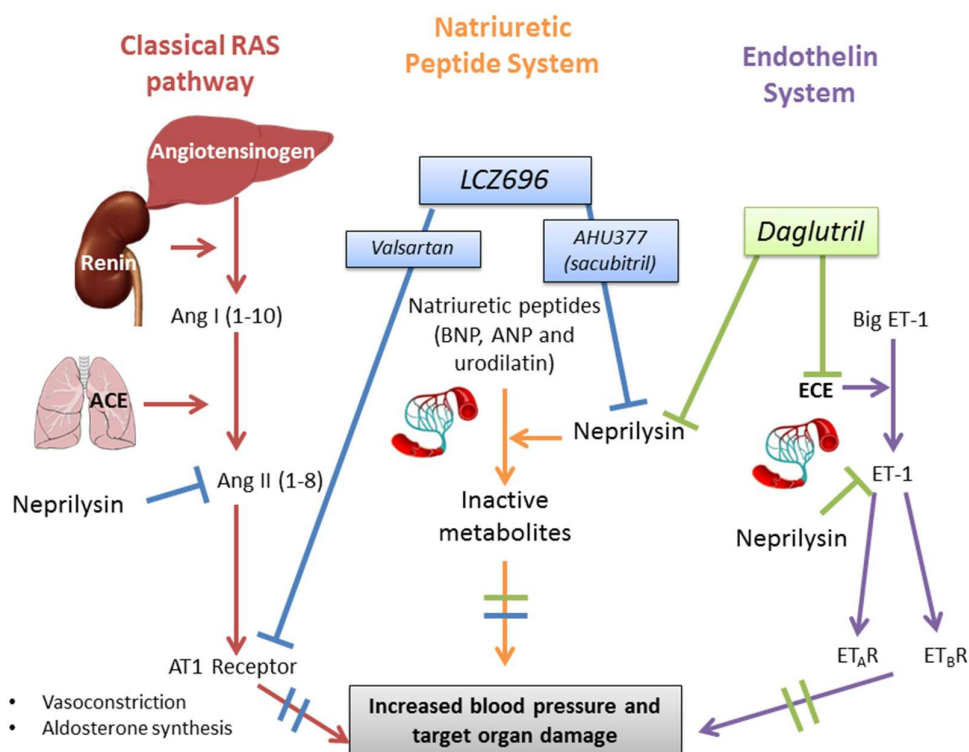 Classical RAS
pathway
Natriuretic
Peptide System
Endothelin
System
Angiotensinogen
Renin
Ang I (1-10)
ACE
Neprilysin
Ang II (1-8)
AT1 Receptor
• Vasoconstriction
• Aldosterone synthesis
LCZ696
Valsartan
AHU377
(sacubitril)
Natriuretic peptides
(BNP, ANP and
urodilatin)
Neprilysin
Inactive
metabolites
Increased blood pressure and
target organ damage
Daglutril
Big ET-1
ECE
ET-1
Neprilysin
ETAR
ETBR